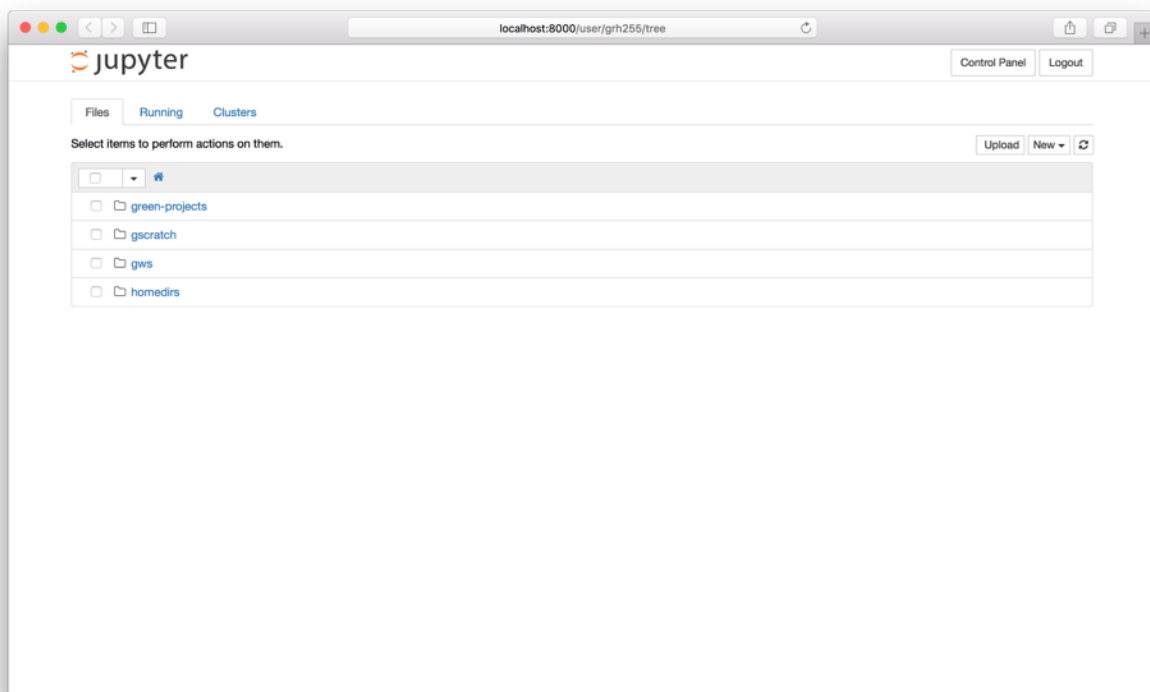 localhost:8000/user/grh255/tree
jupyter
Control Panel Logout
Files Running Clusters
Select items to perform actions on them.
Upload New
green-projects
gscratch
gws
homedirs